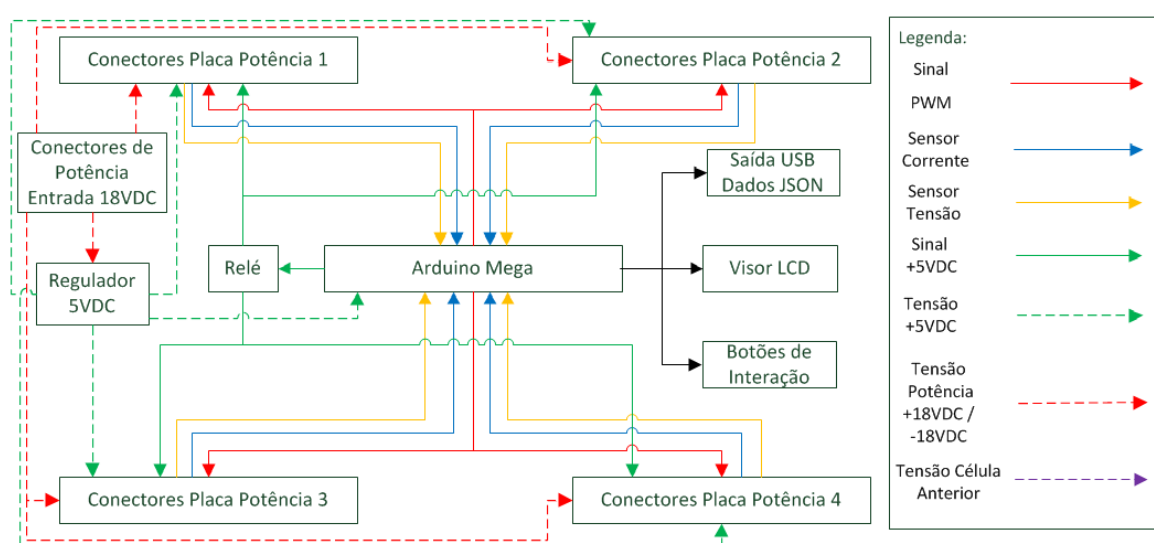 Conectores Placa Potência 1
Conectores Placa Potência 2
Conectores de
Potência
Entrada 18VDC
Saída USB
Dados JSON
Regulador
5VDC
Relé
Arduino Mega
Visor LCD
Botões de
Interação
Conectores Placa Potência 3
Conectores Placa Potência 4
Legenda:
Sinal
PWM
Sensor
Corrente
Sensor
Tensão
Sinal
+5VDC
Tensão
+5VDC
Tensão
Potência
+18VDC /
-18VDC
Tensão Célula
Anterior